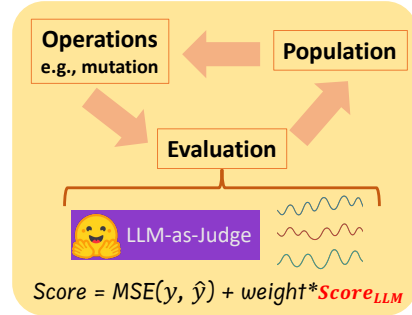 Operations
e.g., mutation
Population
Evaluation
LLM-as-Judge
Score = MSE(y, ŷ) + weight*Score_LLM